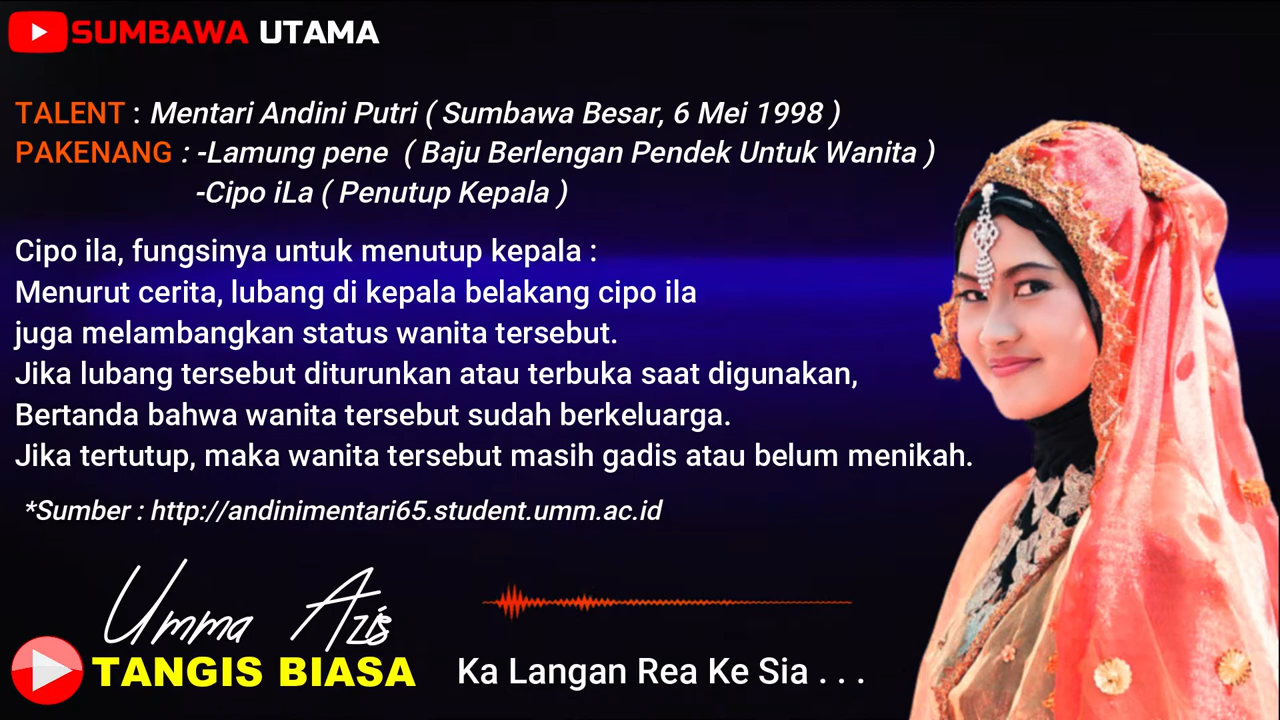 SUMBAWA UTAMA
TALENT : Mentari Andini Putri ( Sumbawa Besar, 6 Mei 1998 )
PAKENANG : -Lamung pene ( Baju Berlengan Pendek Untuk Wanita )
-Cipo iLa ( Penutup Kepala )
Cipo ila, fungsinya untuk menutup kepala :
Menurut cerita, lubang di kepala belakang cipo ila
juga melambangkan status wanita tersebut.
Jika lubang tersebut diturunkan atau terbuka saat digunakan,
Bertanda bahwa wanita tersebut sudah berkeluarga.
Jika tertutup, maka wanita tersebut masih gadis atau belum menikah.
*Sumber : http://andinimentari65.student.umm.ac.id
Umma Azis
TANGIS BIASA
Ka Langan Rea Ke Sia . . .